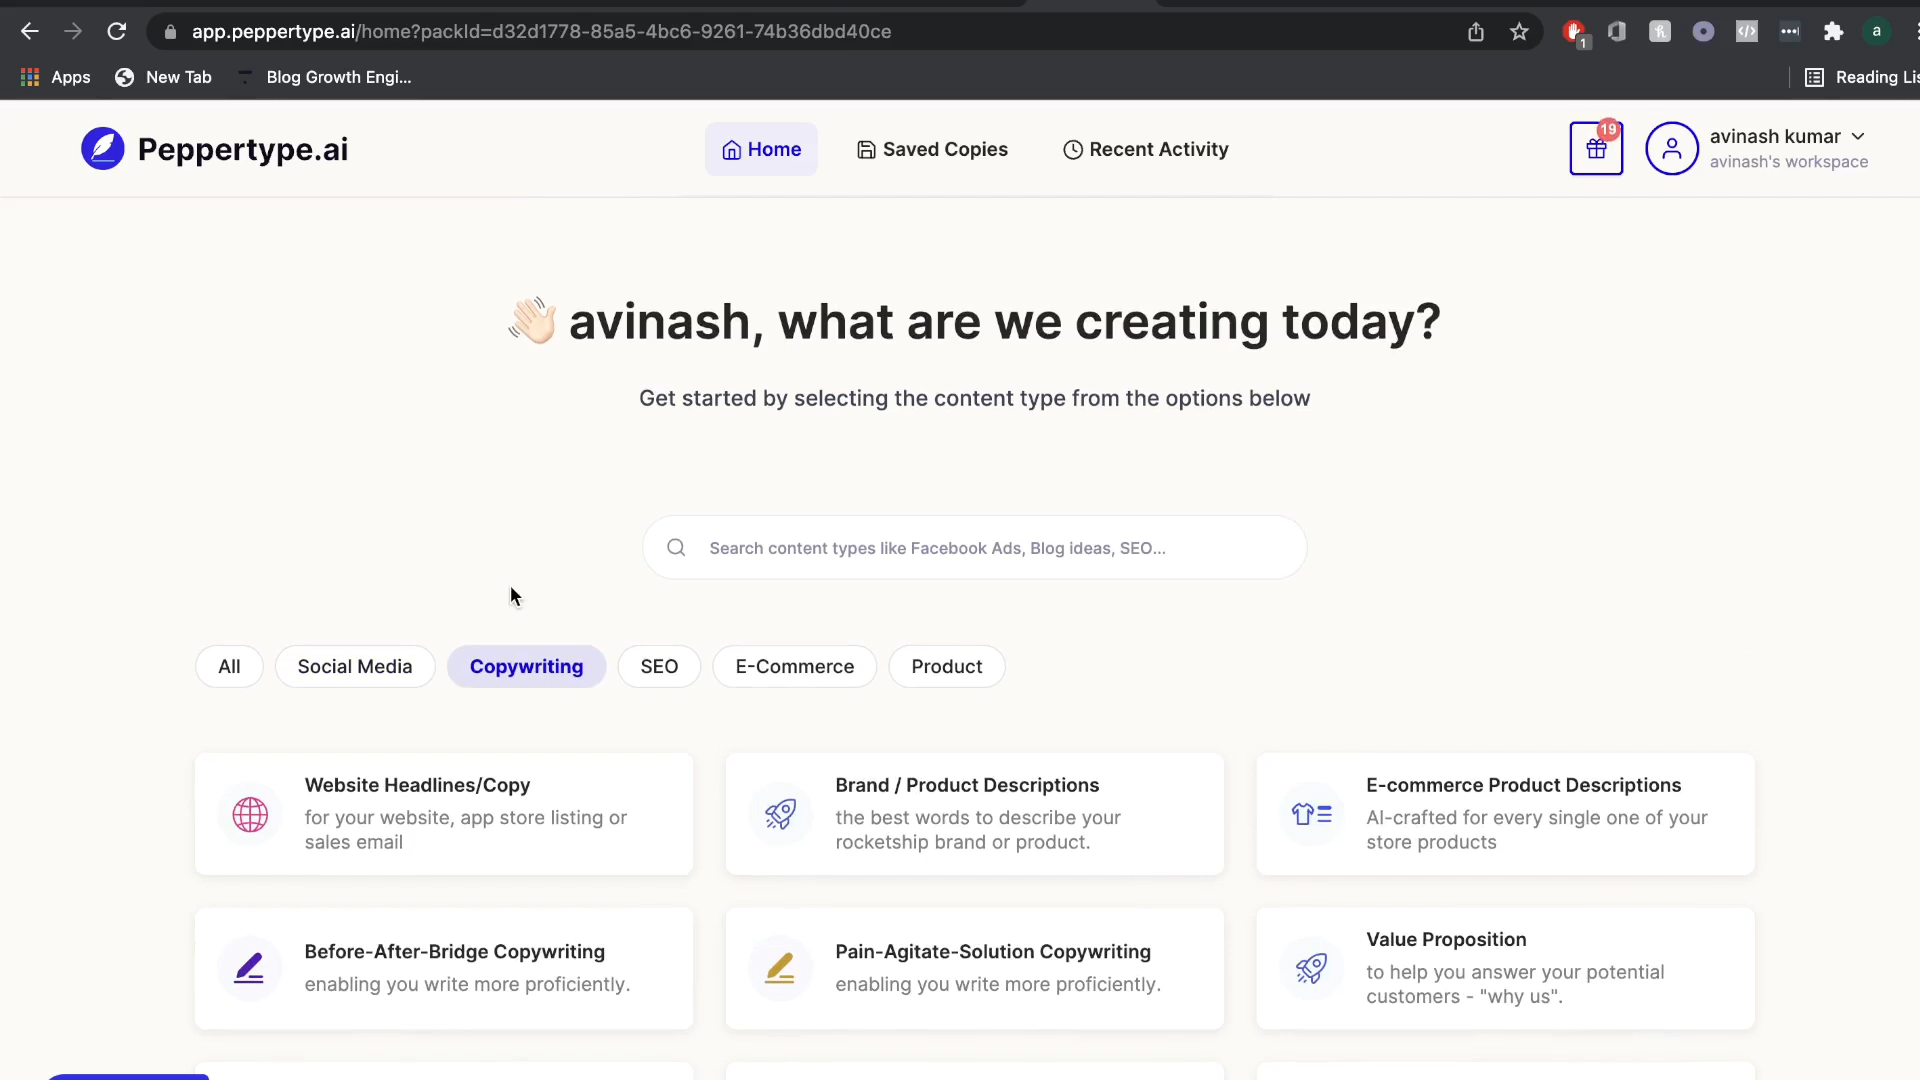 app.peppertype.ai/home?packId=d32d1778-85a5-4bc6-9261-74b36dbd40ce
1
a
Apps
New Tab
Blog Growth Engi...
Reading Lis
Peppertype.ai
Home
Saved Copies
Recent Activity
19
avinash kumar
avinash's workspace
👋🏻 avinash, what are we creating today?
Get started by selecting the content type from the options below
Search content types like Facebook Ads, Blog ideas, SEO...
All
Social Media
Copywriting
SEO
E-Commerce
Product
Website Headlines/Copy
for your website, app store listing or
sales email
Brand / Product Descriptions
the best words to describe your
rocketship brand or product.
E-commerce Product Descriptions
AI-crafted for every single one of your
store products
Before-After-Bridge Copywriting
enabling you write more proficiently.
Pain-Agitate-Solution Copywriting
enabling you write more proficiently.
Value Proposition
to help you answer your potential
customers - "why us".